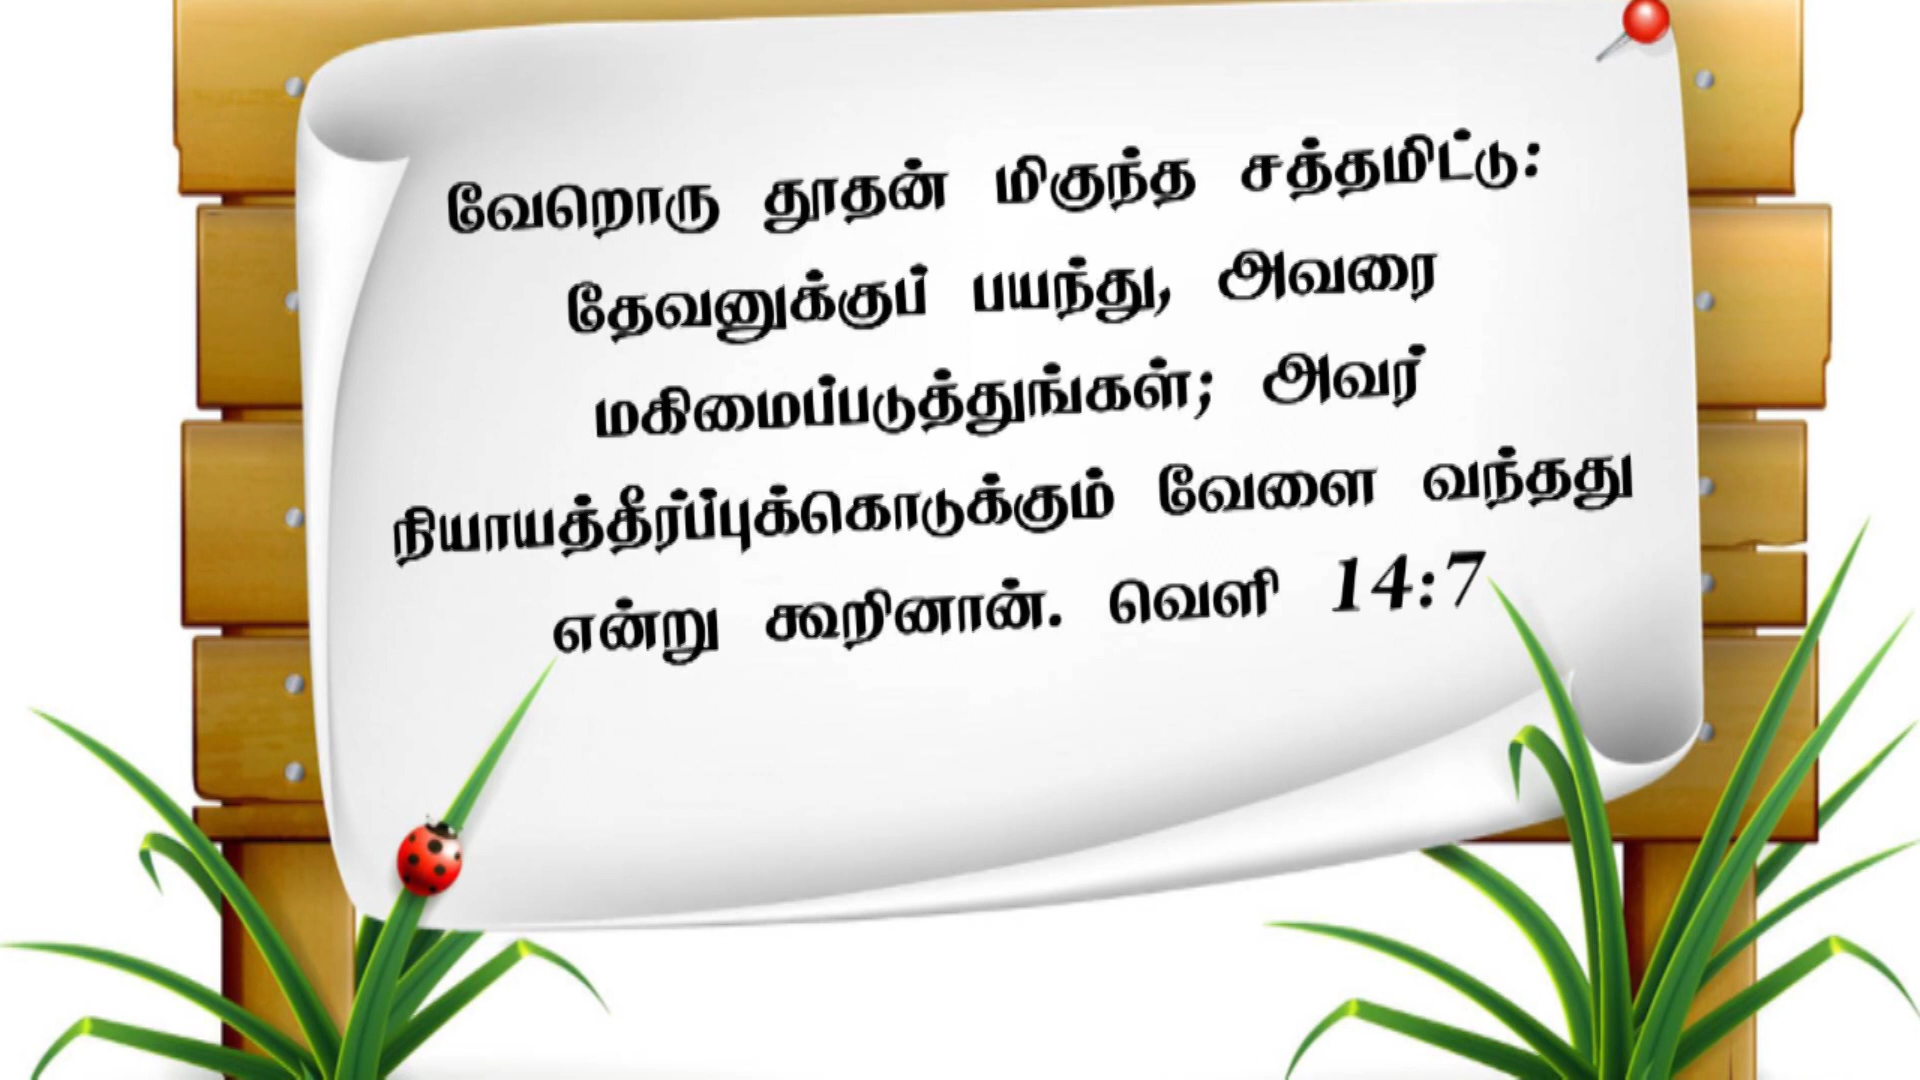 வேறொரு தூதன் மிகுந்த சத்தமிட்டு:
தேவனுக்குப் பயந்து, அவரை
மகிமைப்படுத்துங்கள்; அவர்
நியாயத்தீர்ப்புக்கொடுக்கும் வேளை வந்தது
என்று கூறினான். வெளி 14:7